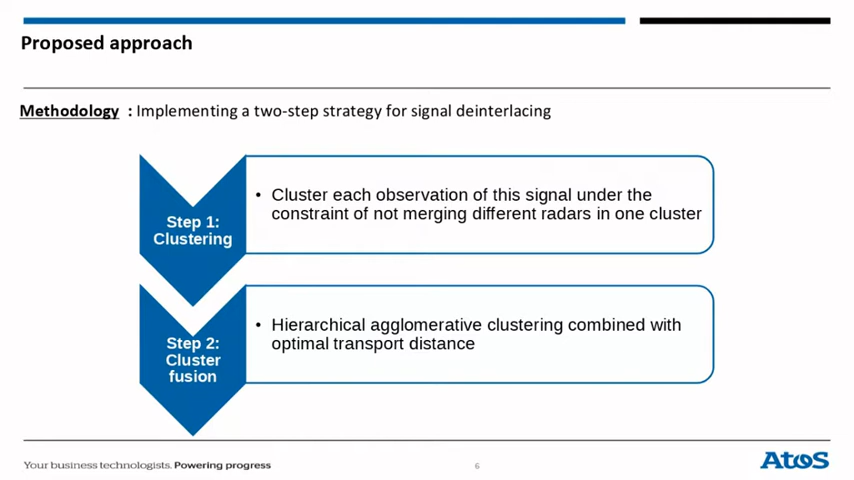 Proposed approach
Methodology : Implementing a two-step strategy for signal deinterlacing
Step 1:
Clustering
• Cluster each observation of this signal under the
constraint of not merging different radars in one cluster
Step 2:
Cluster
fusion
• Hierarchical agglomerative clustering combined with
optimal transport distance
Your business technologists. Powering progress
6
Atos